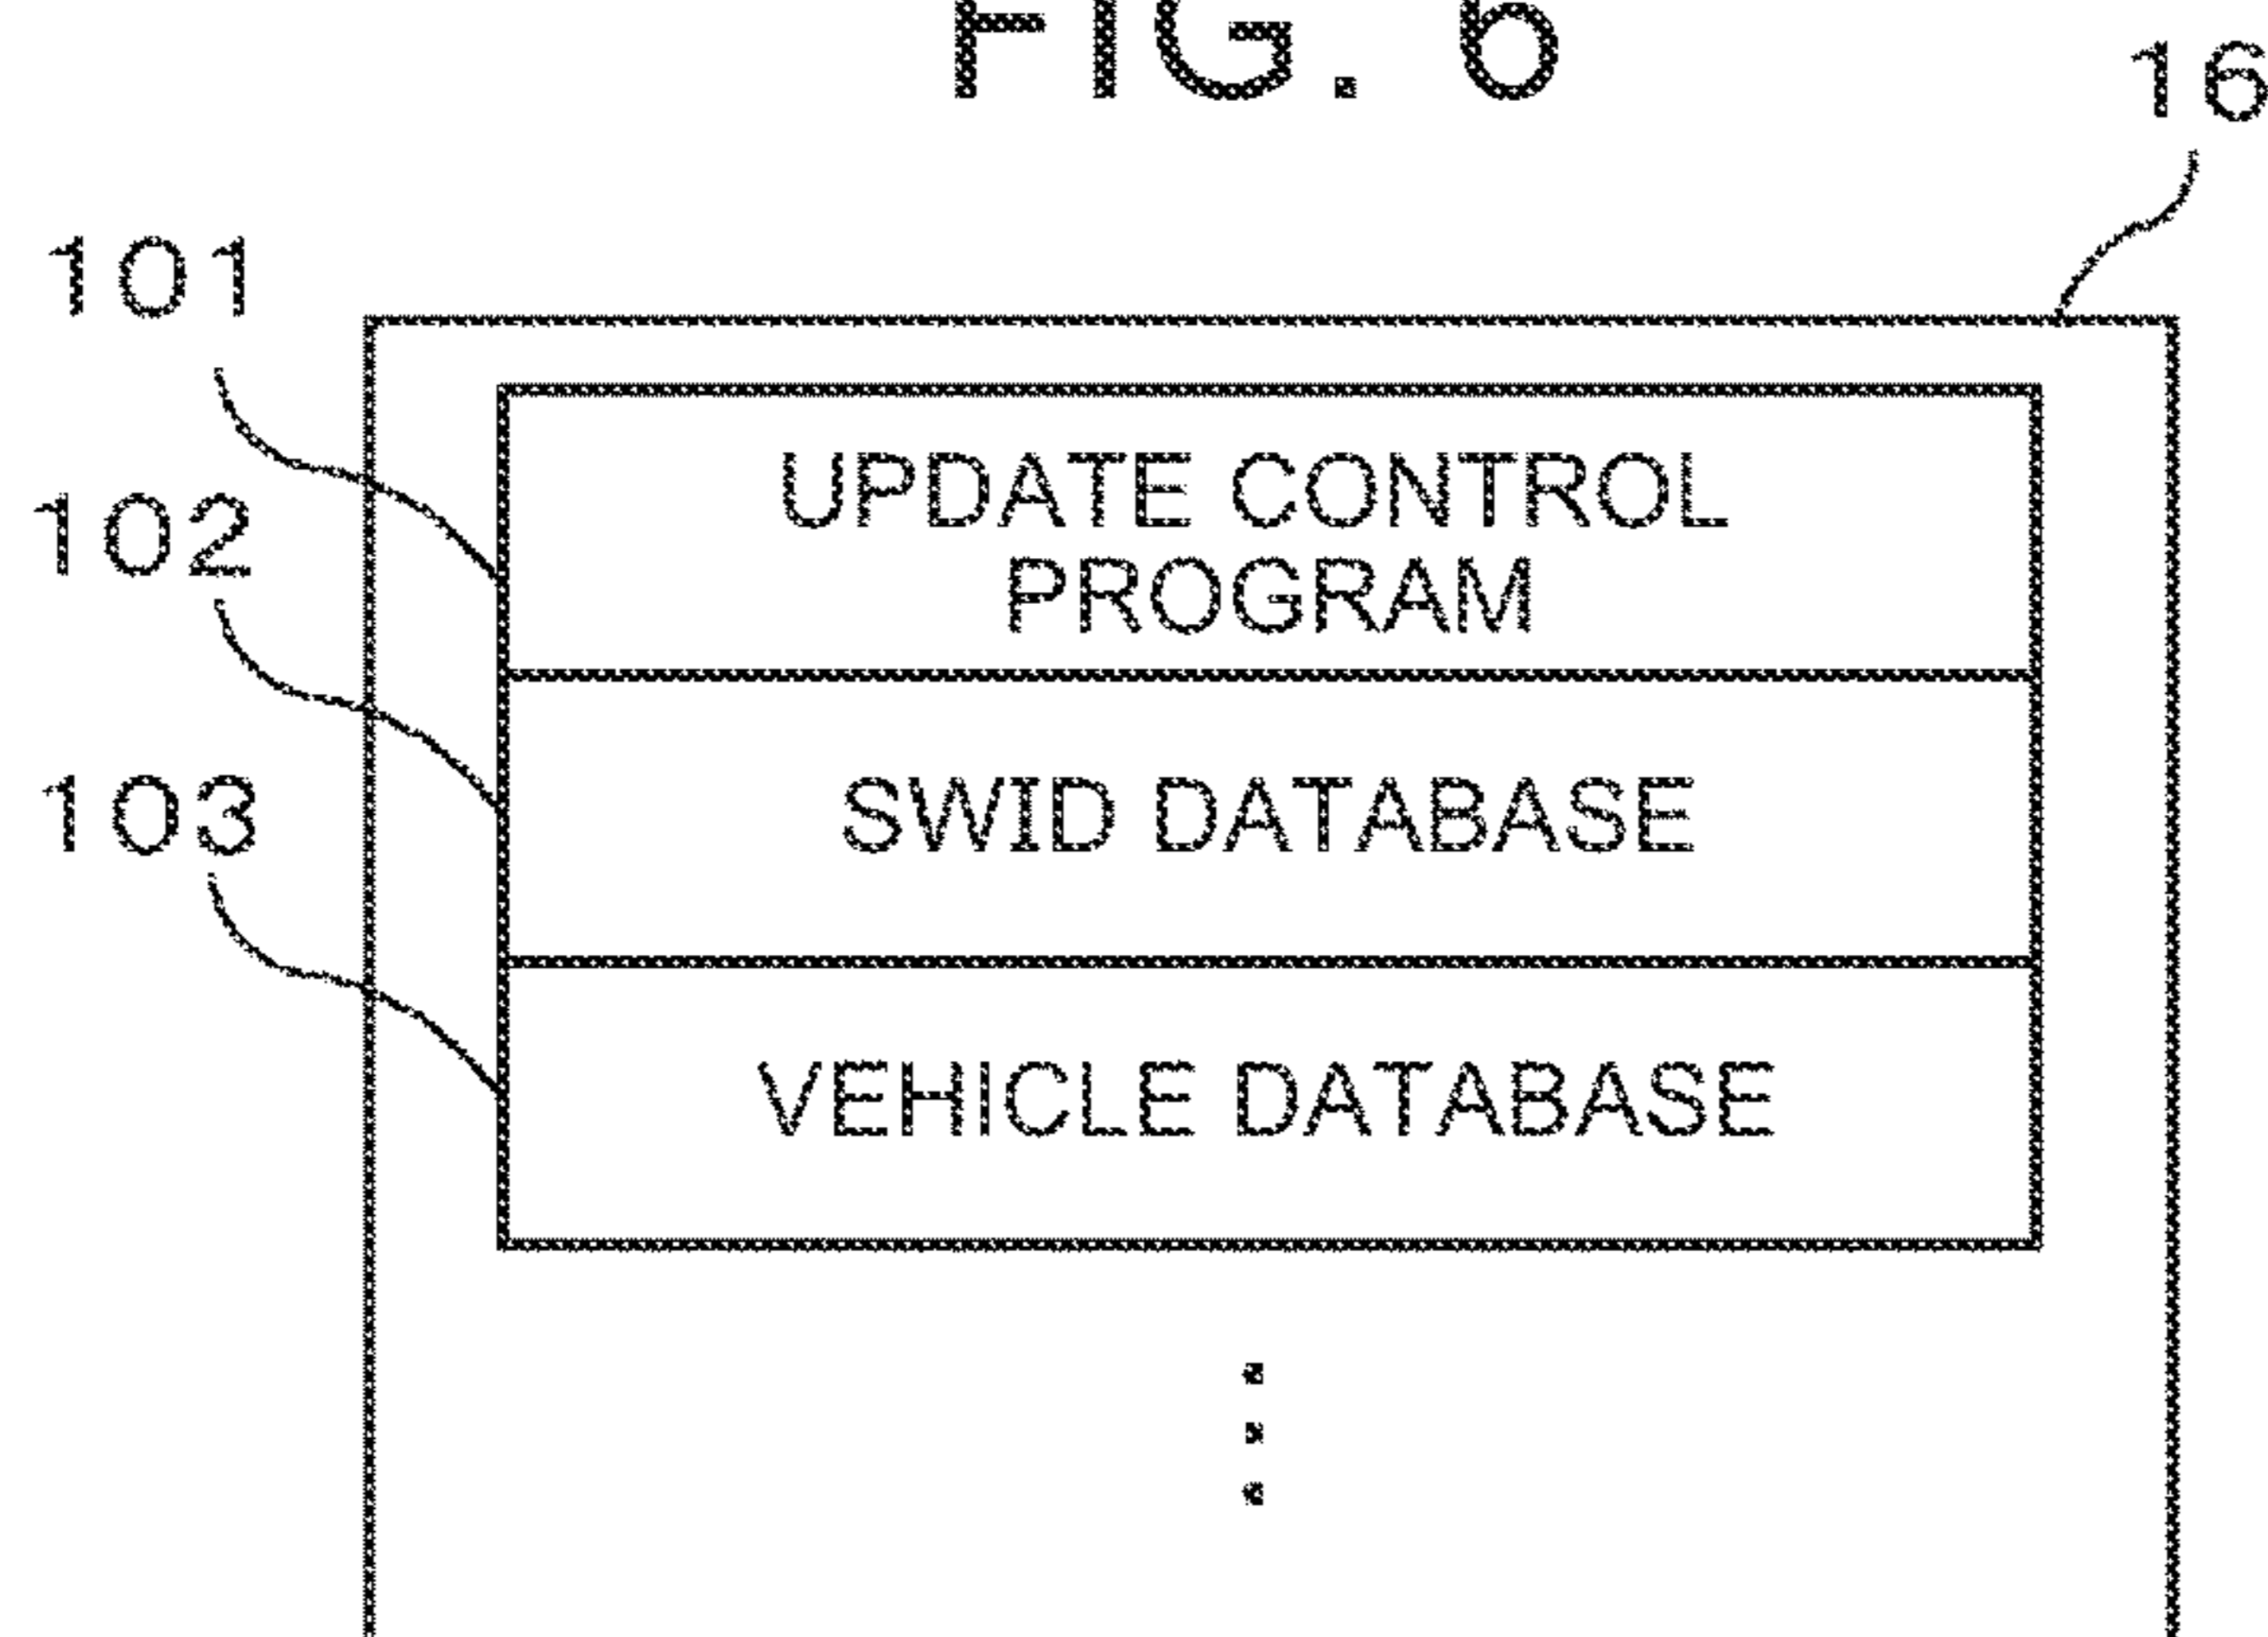 FIG. 6
16
101
UPDATE CONTROL
PROGRAM
102
SWID DATABASE
103
VEHICLE DATABASE